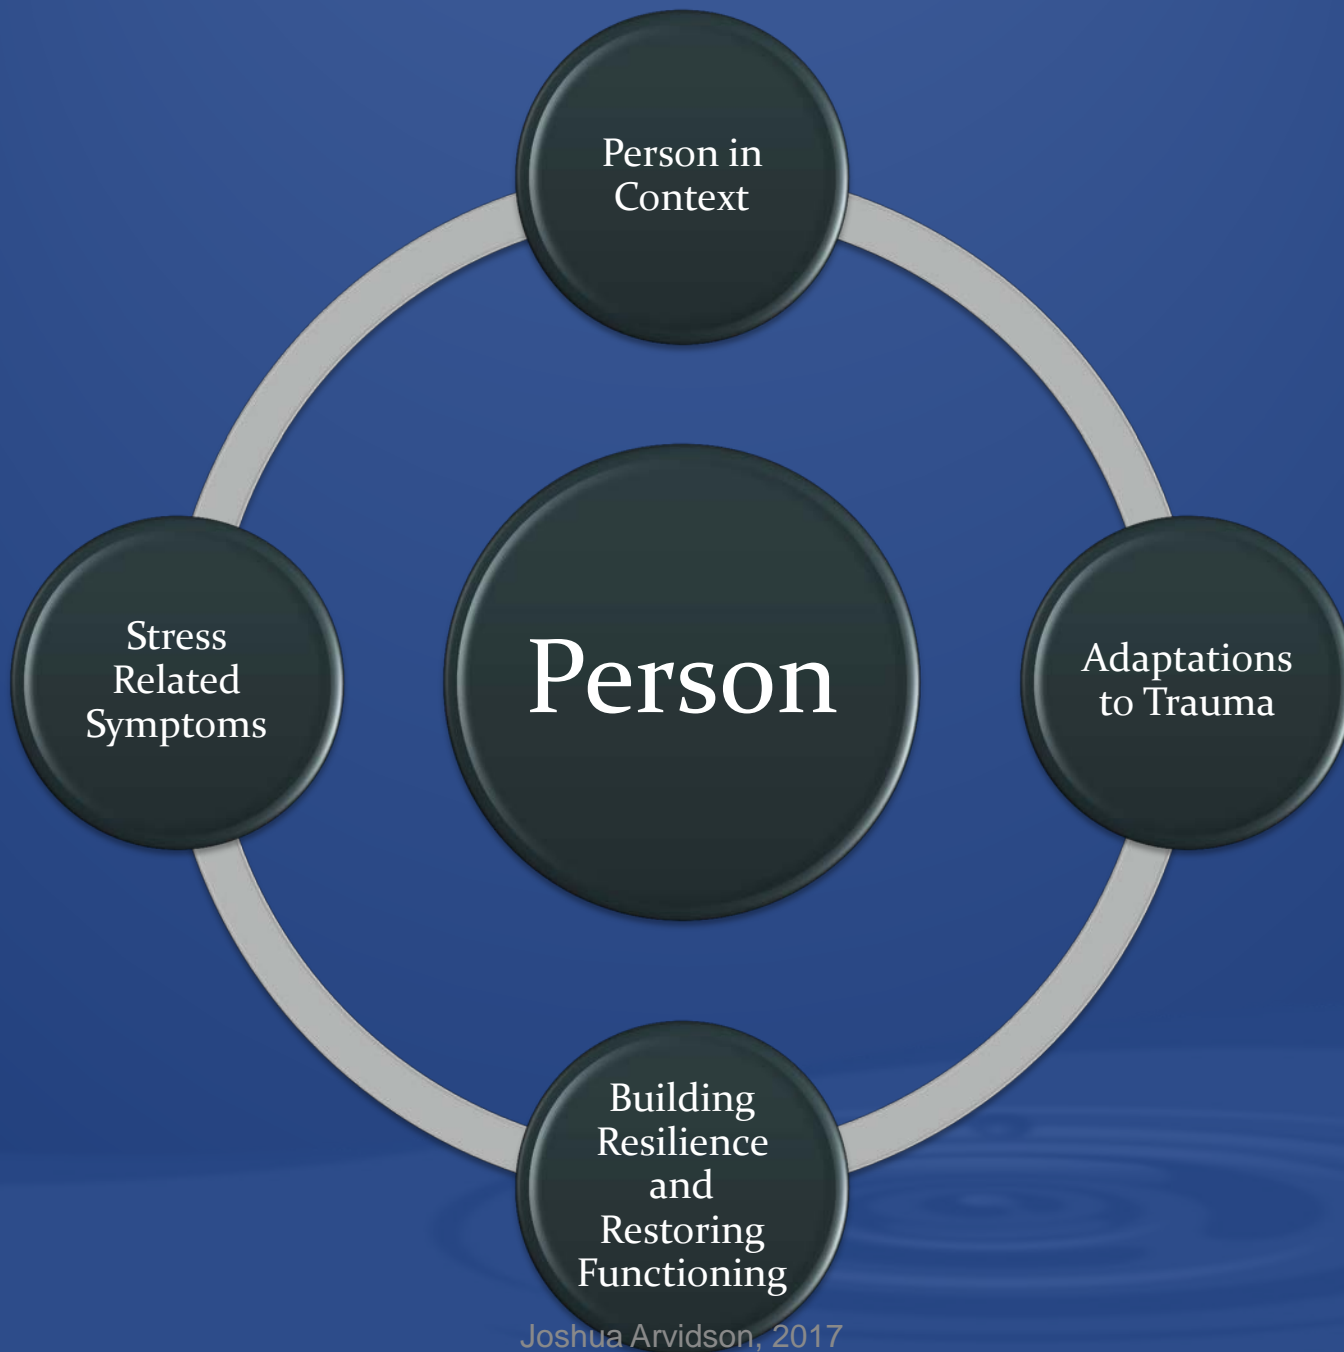 Person in
Context
Stress
Related
Symptoms
Person
Adaptations
to Trauma
Building
Resilience
and
Restoring
Functioning
Joshua Arvidson, 2017